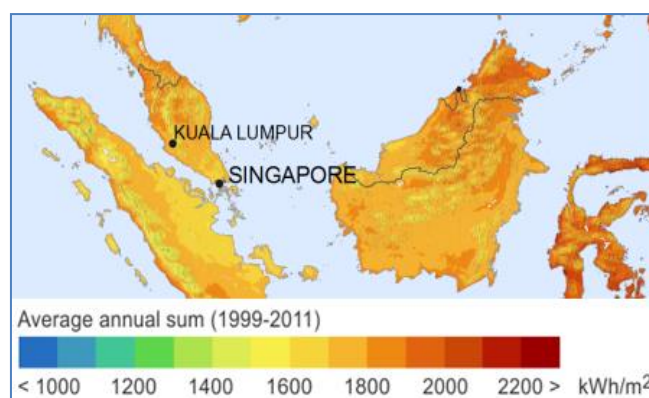 KUALA LUMPUR
SINGAPORE
Average annual sum (1999-2011)
< 1000 1200 1400 1600 1800 2000 2200 > kWh/m²